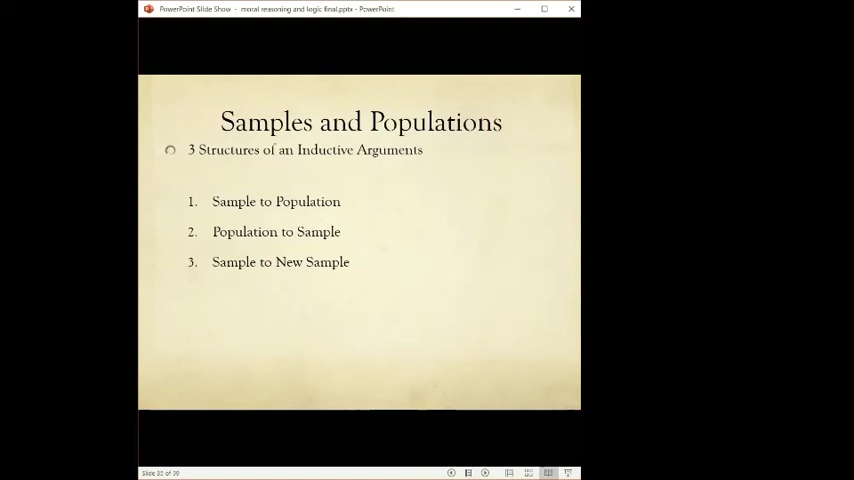 PowerPoint Slide Show - moral reasoning and logic final.pptx - PowerPoint
Samples and Populations
3 Structures of an Inductive Arguments
1. Sample to Population
2. Population to Sample
3. Sample to New Sample